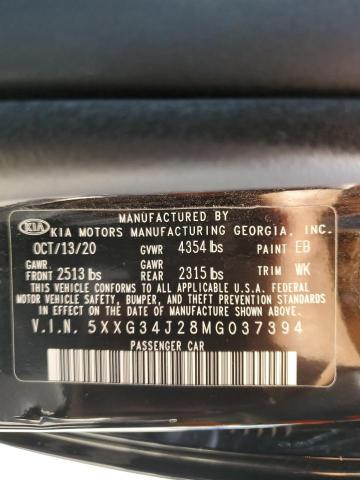 MANUFACTURED BY
KIA KIA MOTORS MANUFACTURING GEORGIA, INC.
OCT/13/20 GVWR 4354 lbs PAINT EB
GAWR FRONT 2513 lbs GAWR REAR 2315 lbs TRIM WK
THIS VEHICLE CONFORMS TO ALL APPLICABLE U.S.A. FEDERAL
MOTOR VEHICLE SAFETY, BUMPER, AND THEFT PREVENTION STANDARDS
IN EFFECT ON THE DATE OF MANUFACTURE SHOWN ABOVE.
V.I.N. 5XXG34J28MG037394
PASSENGER CAR